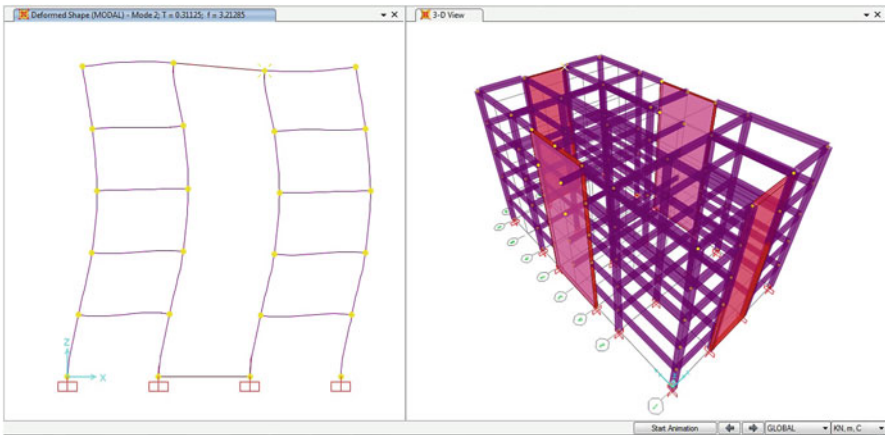 Deformed Shape (MODAL) - Mode 2; T = 0.31125; f = 3.21285
3-D View
Z
X
Start Animation
GLOBAL
KN, m, C